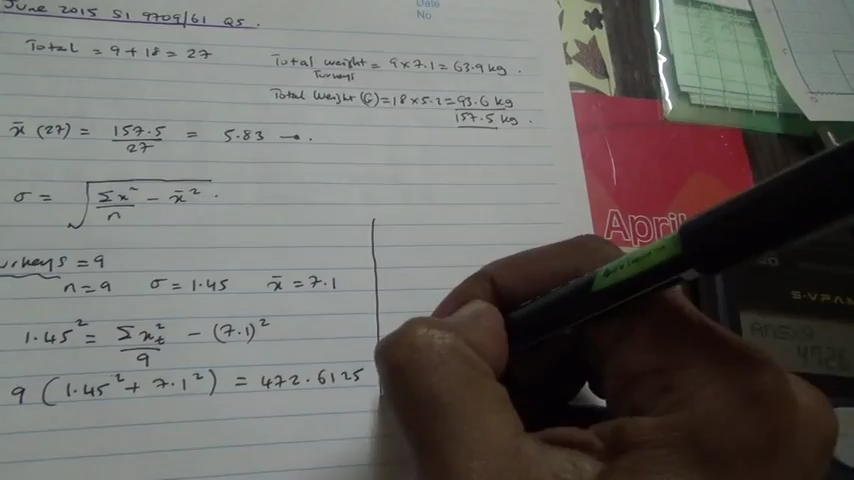 June 2015 S1 9709/61 Q5.
Date
No
Total = 9 + 18 = 27
Total weight = 9 x 7.1 = 63.9 kg.
Turkeys
Total weight (G) = 18 x 5.2 = 93.6 kg
157.5 kg.
x̄ (27) = 157.5 / 27 = 5.83
σ = √(Σx² / n - x̄²).
Turkeys = 9
n = 9 σ = 1.45 x̄ = 7.1
1.45² = Σxt² / 9 - (7.1)²
9 (1.45² + 7.1²) = 472.6125
April
ANSX9